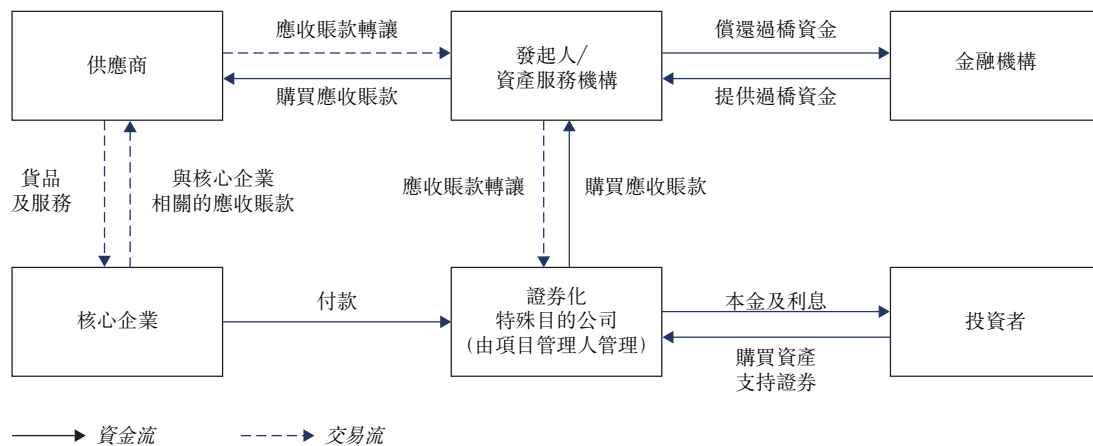 應收賬款轉讓
償還過橋資金
供應商
發起人/
資產服務機構
金融機構
購買應收賬款
提供過橋資金
貨品
及服務
與核心企業
相關的應收賬款
應收賬款轉讓
購買應收賬款
核心企業
付款
證券化
特殊目的公司
(由項目管理人管理)
本金及利息
投資者
購買資產
支持證券
資金流
交易流